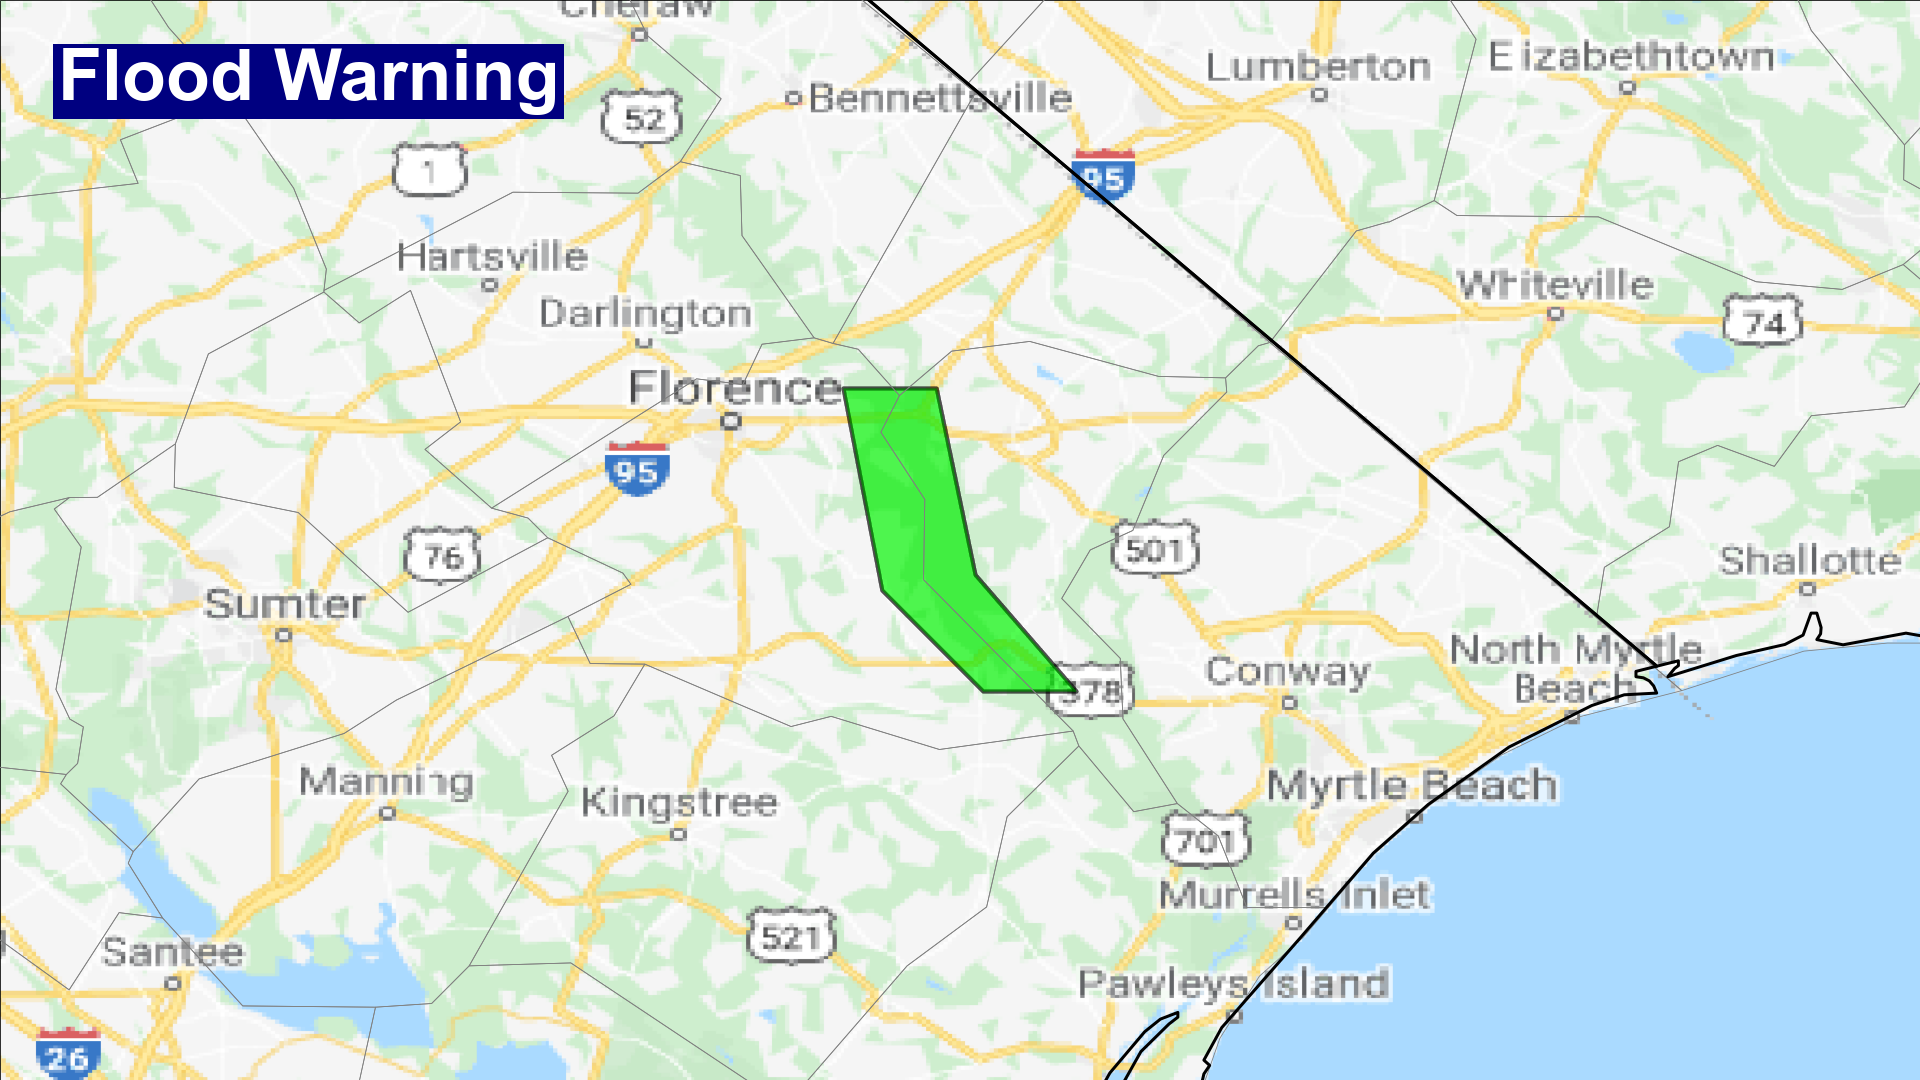 Cheraw
Flood Warning
Lumberton
E izabethtown
52
Bennettsville
1
95
Hartsville
Whiteville
Darlington
74
Florence
95
76
501
Shallotte
Sumter
Conway
North Myrtle
Beach
378
Manning
Kingstree
Myrtle Beach
701
Murrells Inlet
521
Santee
Pawleys Island
26